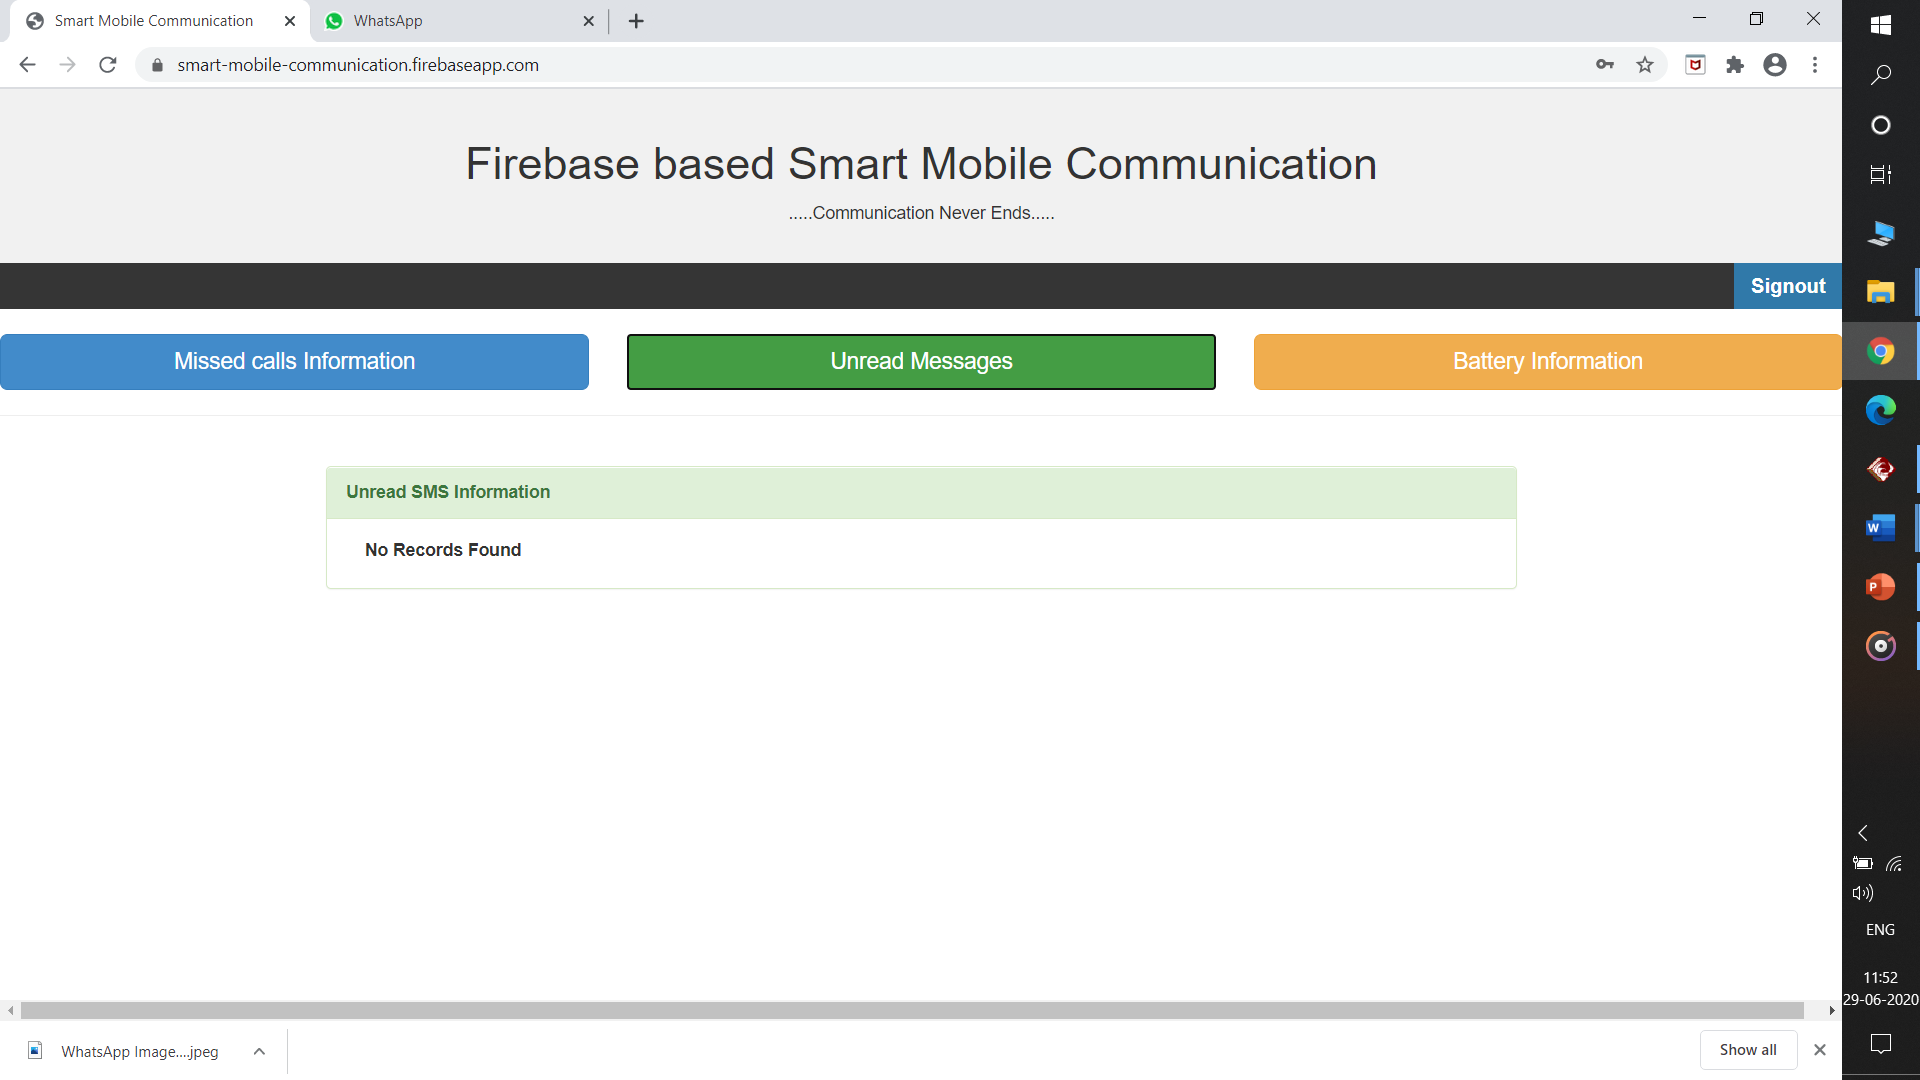 Smart Mobile Communication
WhatsApp
smart-mobile-communication.firebaseapp.com
Firebase based Smart Mobile Communication
.....Communication Never Ends.....
Signout
Missed calls Information
Unread Messages
Battery Information
Unread SMS Information
No Records Found
ENG
11:52
29-06-2020
WhatsApp Image....jpeg
Show all